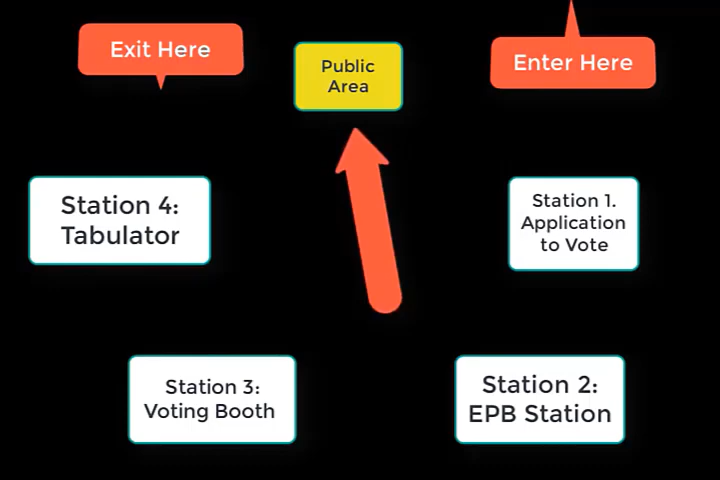 Exit Here
Public
Area
Enter Here
Station 4:
Tabulator
Station 1.
Application
to Vote
Station 3:
Voting Booth
Station 2:
EPB Station